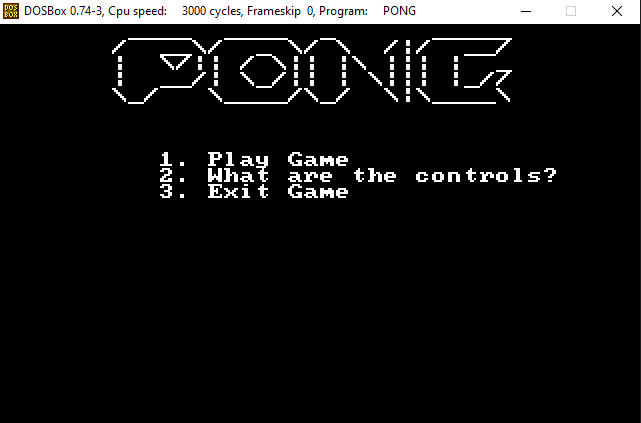 DOSBox 0.74-3, Cpu speed: 3000 cycles, Frameskip 0, Program: PONG
PONG
1. Play Game
2. What are the controls?
3. Exit Game